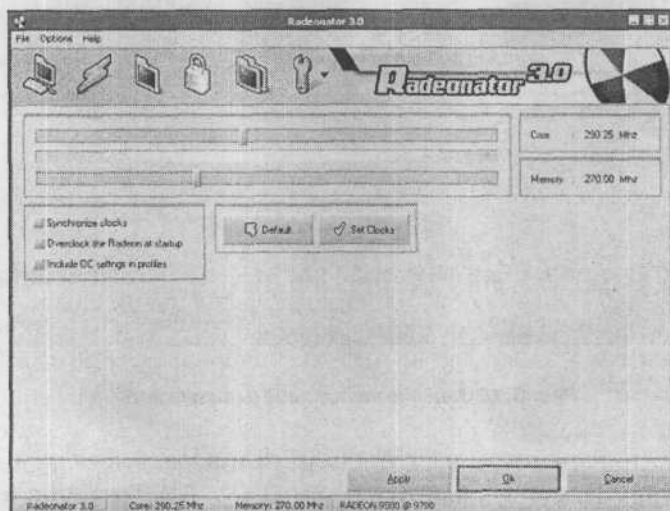 Radeonator 3.0
File Options Help
Radeonator 3.0
Core : 290.25 Mhz
Memory : 270.00 Mhz
Synchronize clocks
Overclock the Radeon at startup
Include OC settings in profiles
Default
Set Clocks
Apply
Ok
Cancel
Radeonator 3.0 Core: 290.25 Mhz Memory: 270.00 Mhz RADEON 9500 @ 9700